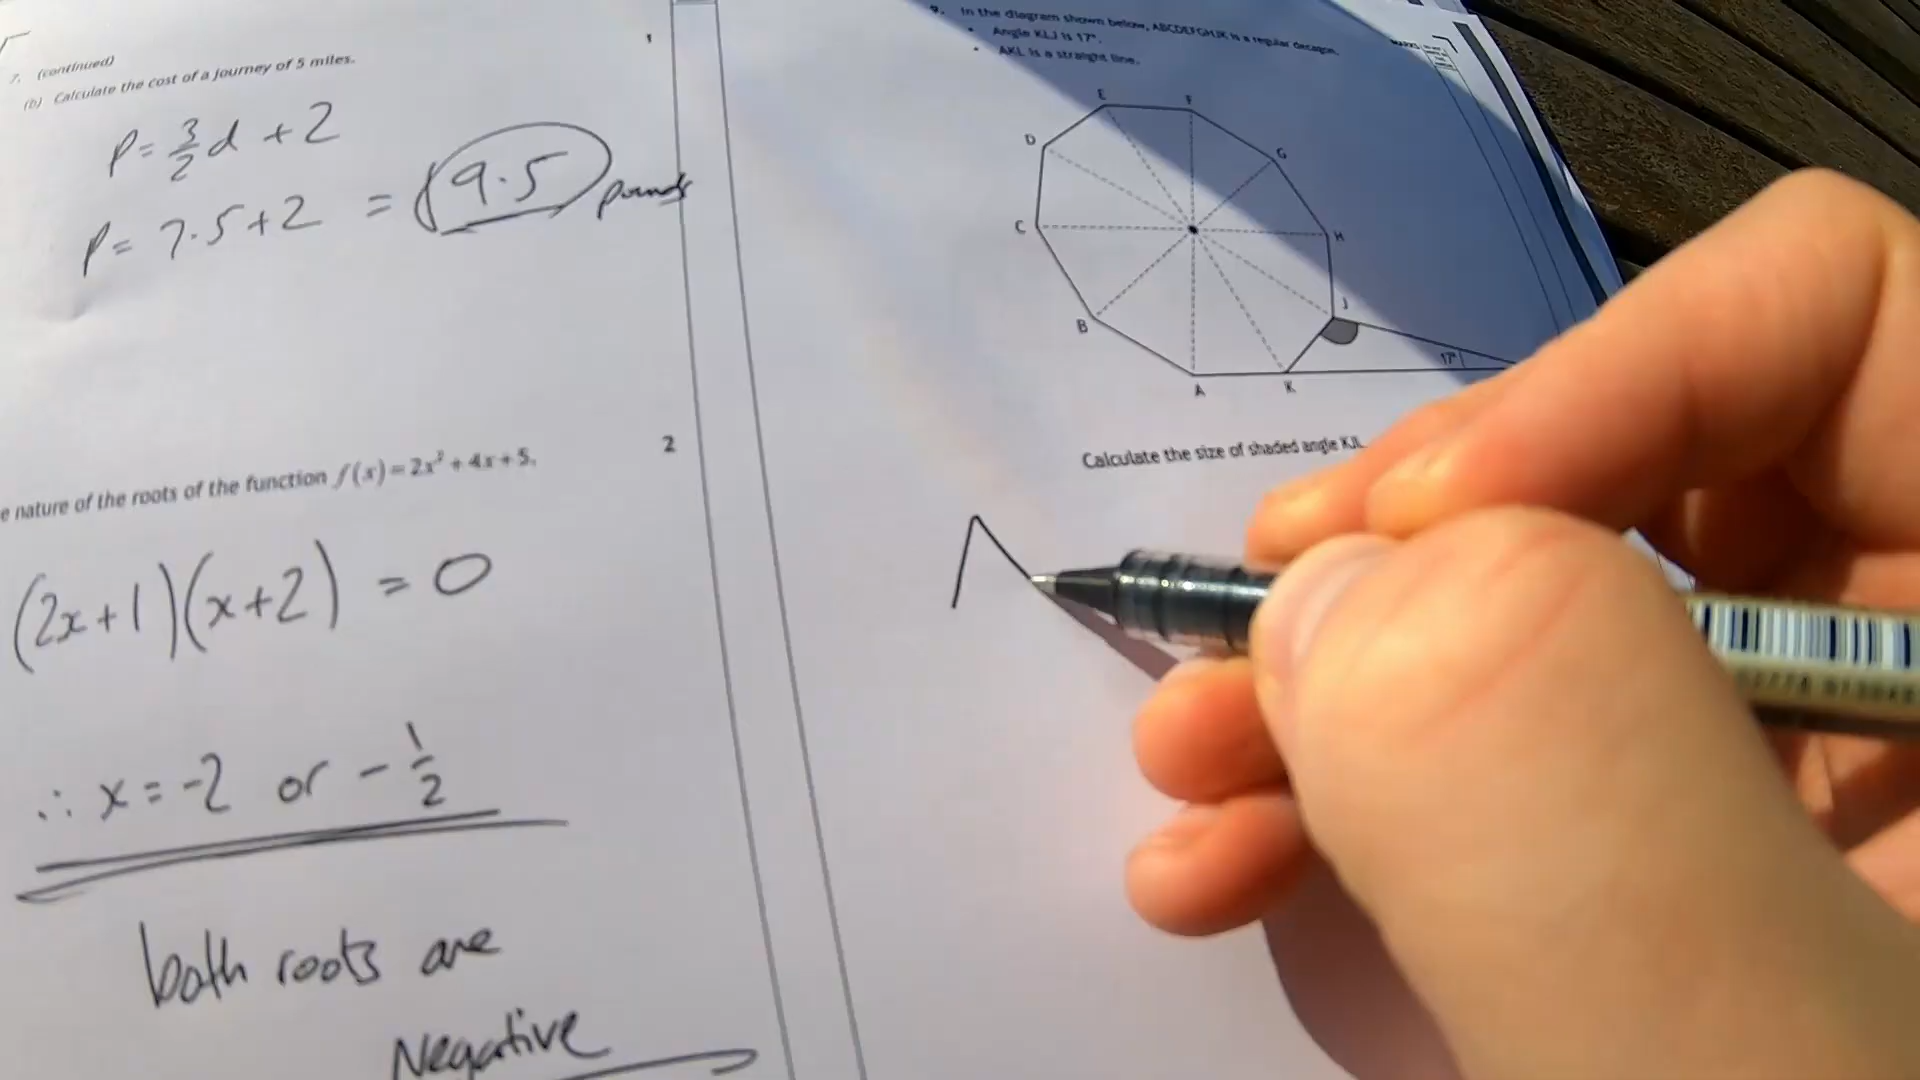 7. (continued)
1
(b) Calculate the cost of a journey of 5 miles.
P = 3/2 d + 2
P = 7.5 + 2 = 9.5 pounds
2
e nature of the roots of the function f(x) = 2x² + 4x + 5.
(2x+1)(x+2) = 0
∴ x = -2 or -1/2
both roots are
Negative
9. In the diagram shown below, ABCDEFGHJK is a regular decagon.
MARKS
• Angle KLJ is 17°.
• AKL is a straight line.
E
F
D
G
C
H
J
B
17°
A
K
Calculate the size of shaded angle KJL